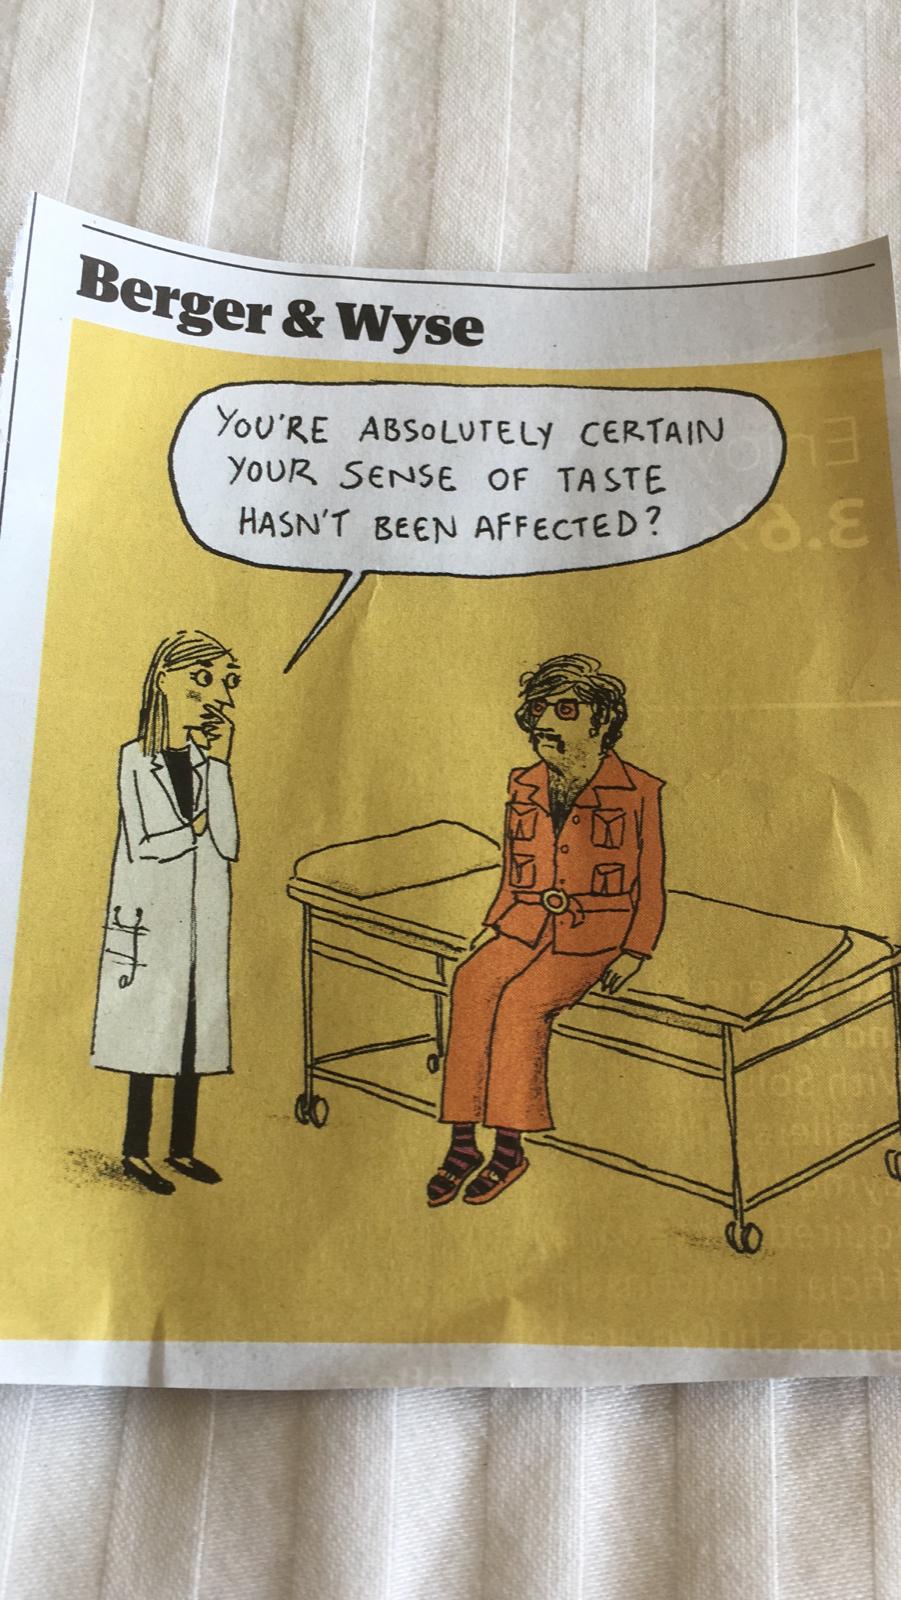 Berger & Wyse
YOU'RE ABSOLUTELY CERTAIN
YOUR SENSE OF TASTE
HASN'T BEEN AFFECTED?